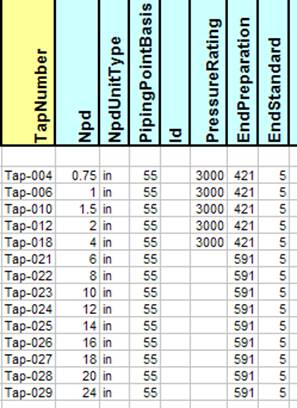 TapNumber Npd NpdUnitType PipingPointBasis Id PressureRating EndPreparation EndStandard
Tap-004 0.75 in 55 3000 421 5
Tap-006 1 in 55 3000 421 5
Tap-010 1.5 in 55 3000 421 5
Tap-012 2 in 55 3000 421 5
Tap-018 4 in 55 3000 421 5
Tap-021 6 in 55 591 5
Tap-022 8 in 55 591 5
Tap-023 10 in 55 591 5
Tap-024 12 in 55 591 5
Tap-025 14 in 55 591 5
Tap-026 16 in 55 591 5
Tap-027 18 in 55 591 5
Tap-028 20 in 55 591 5
Tap-029 24 in 55 591 5